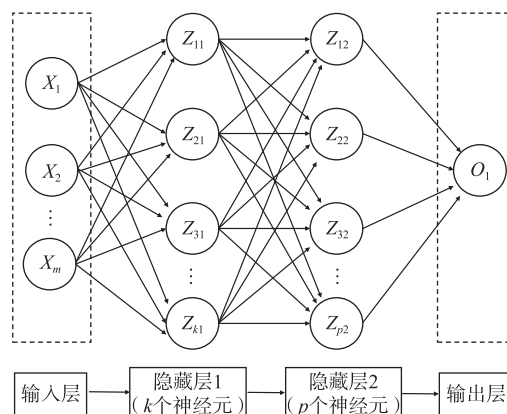 Z₁₁
Z₁₂
X₁
Z₂₁
Z₂₂
X₂
O₁
⋮
Z₃₁
Z₃₂
Xₘ
⋮
⋮
Zₖ₁
Zₚ₂
输入层
隐藏层1
（k个神经元）
隐藏层2
（p个神经元）
输出层